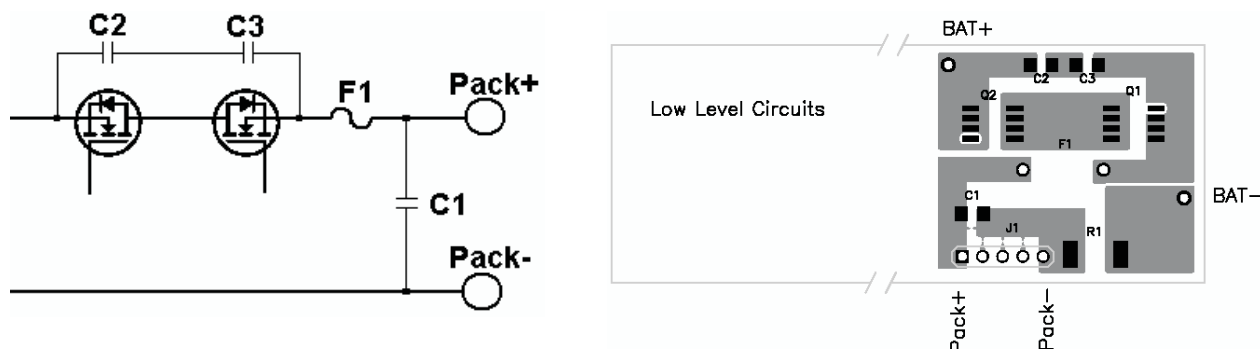 C2 C3
F1
Pack+
C1
Pack-
BAT+
C2 C3
Q2 Q1
Low Level Circuits
F1
C1
BAT-
J1 R1
Pack+ Pack-